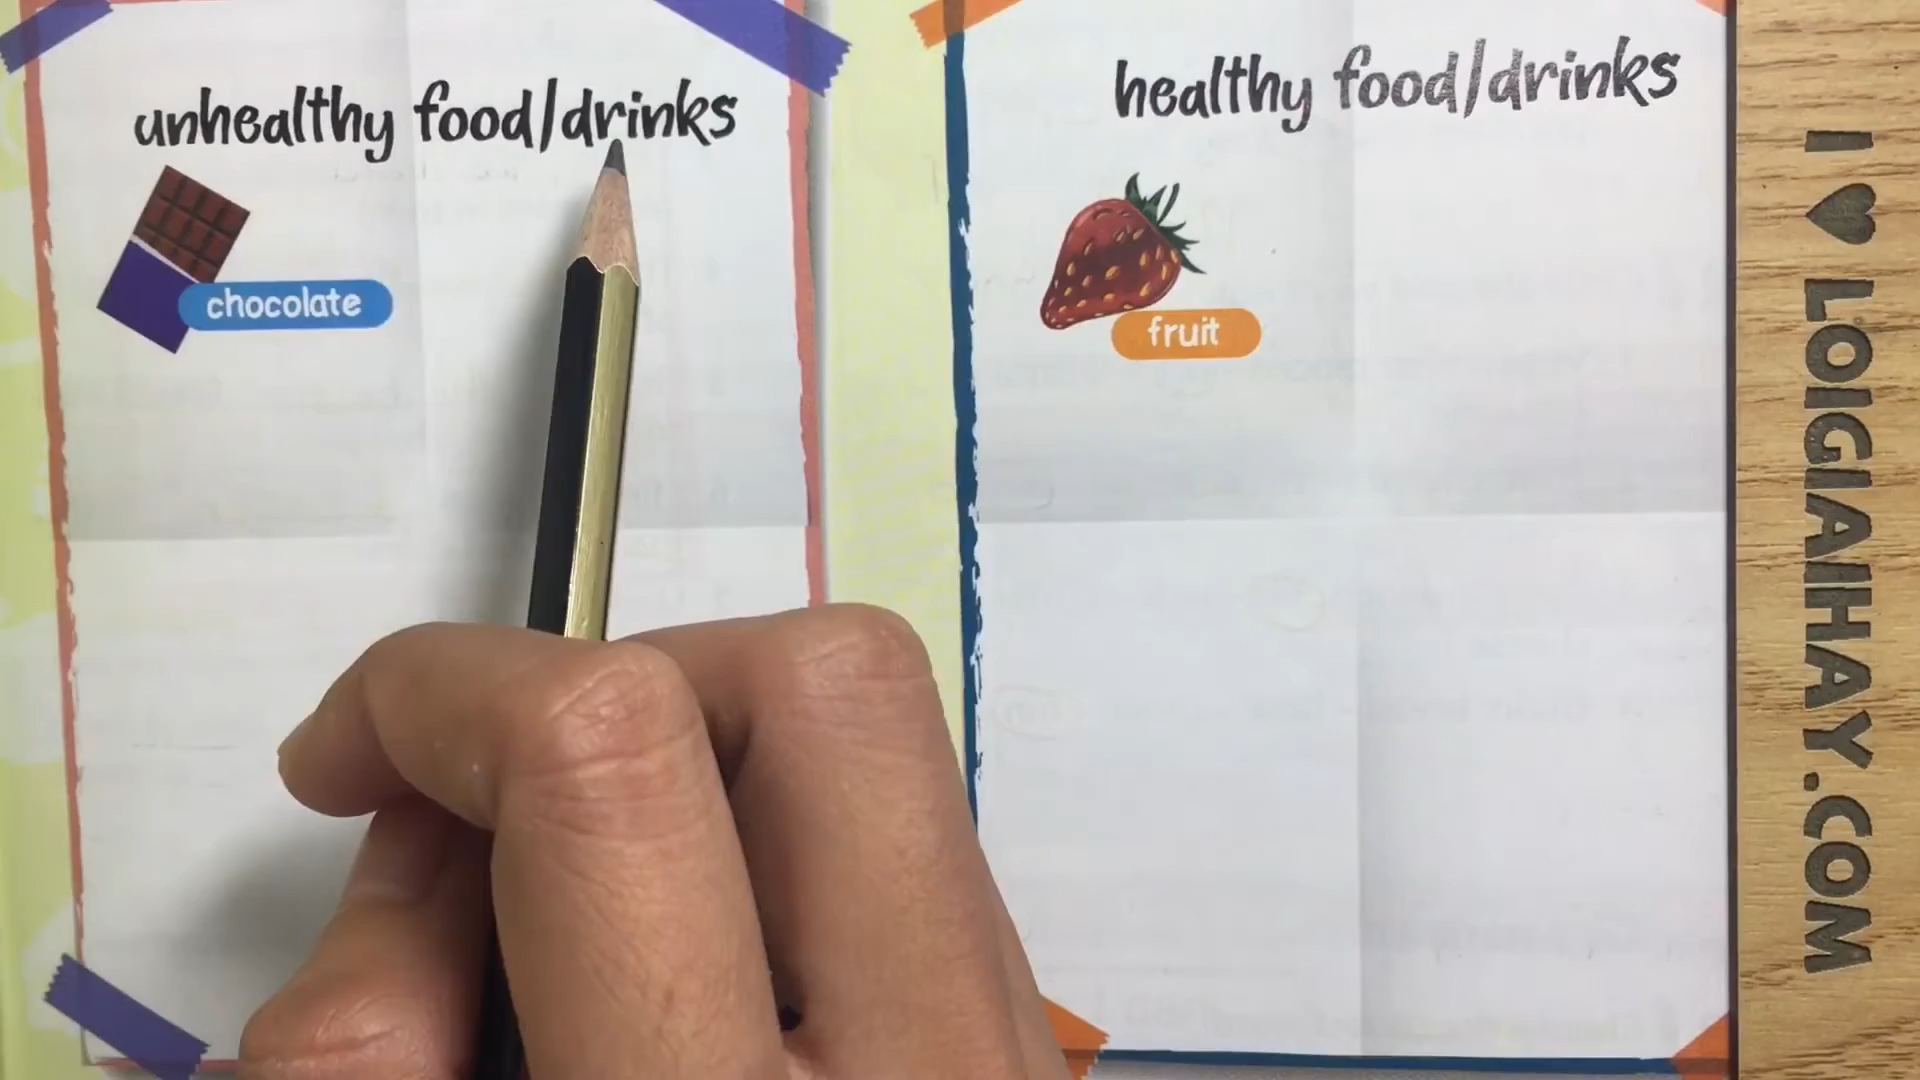 unhealthy food/drinks
chocolate
healthy food/drinks
fruit
I ♥ LOIGIAIHAY.COM